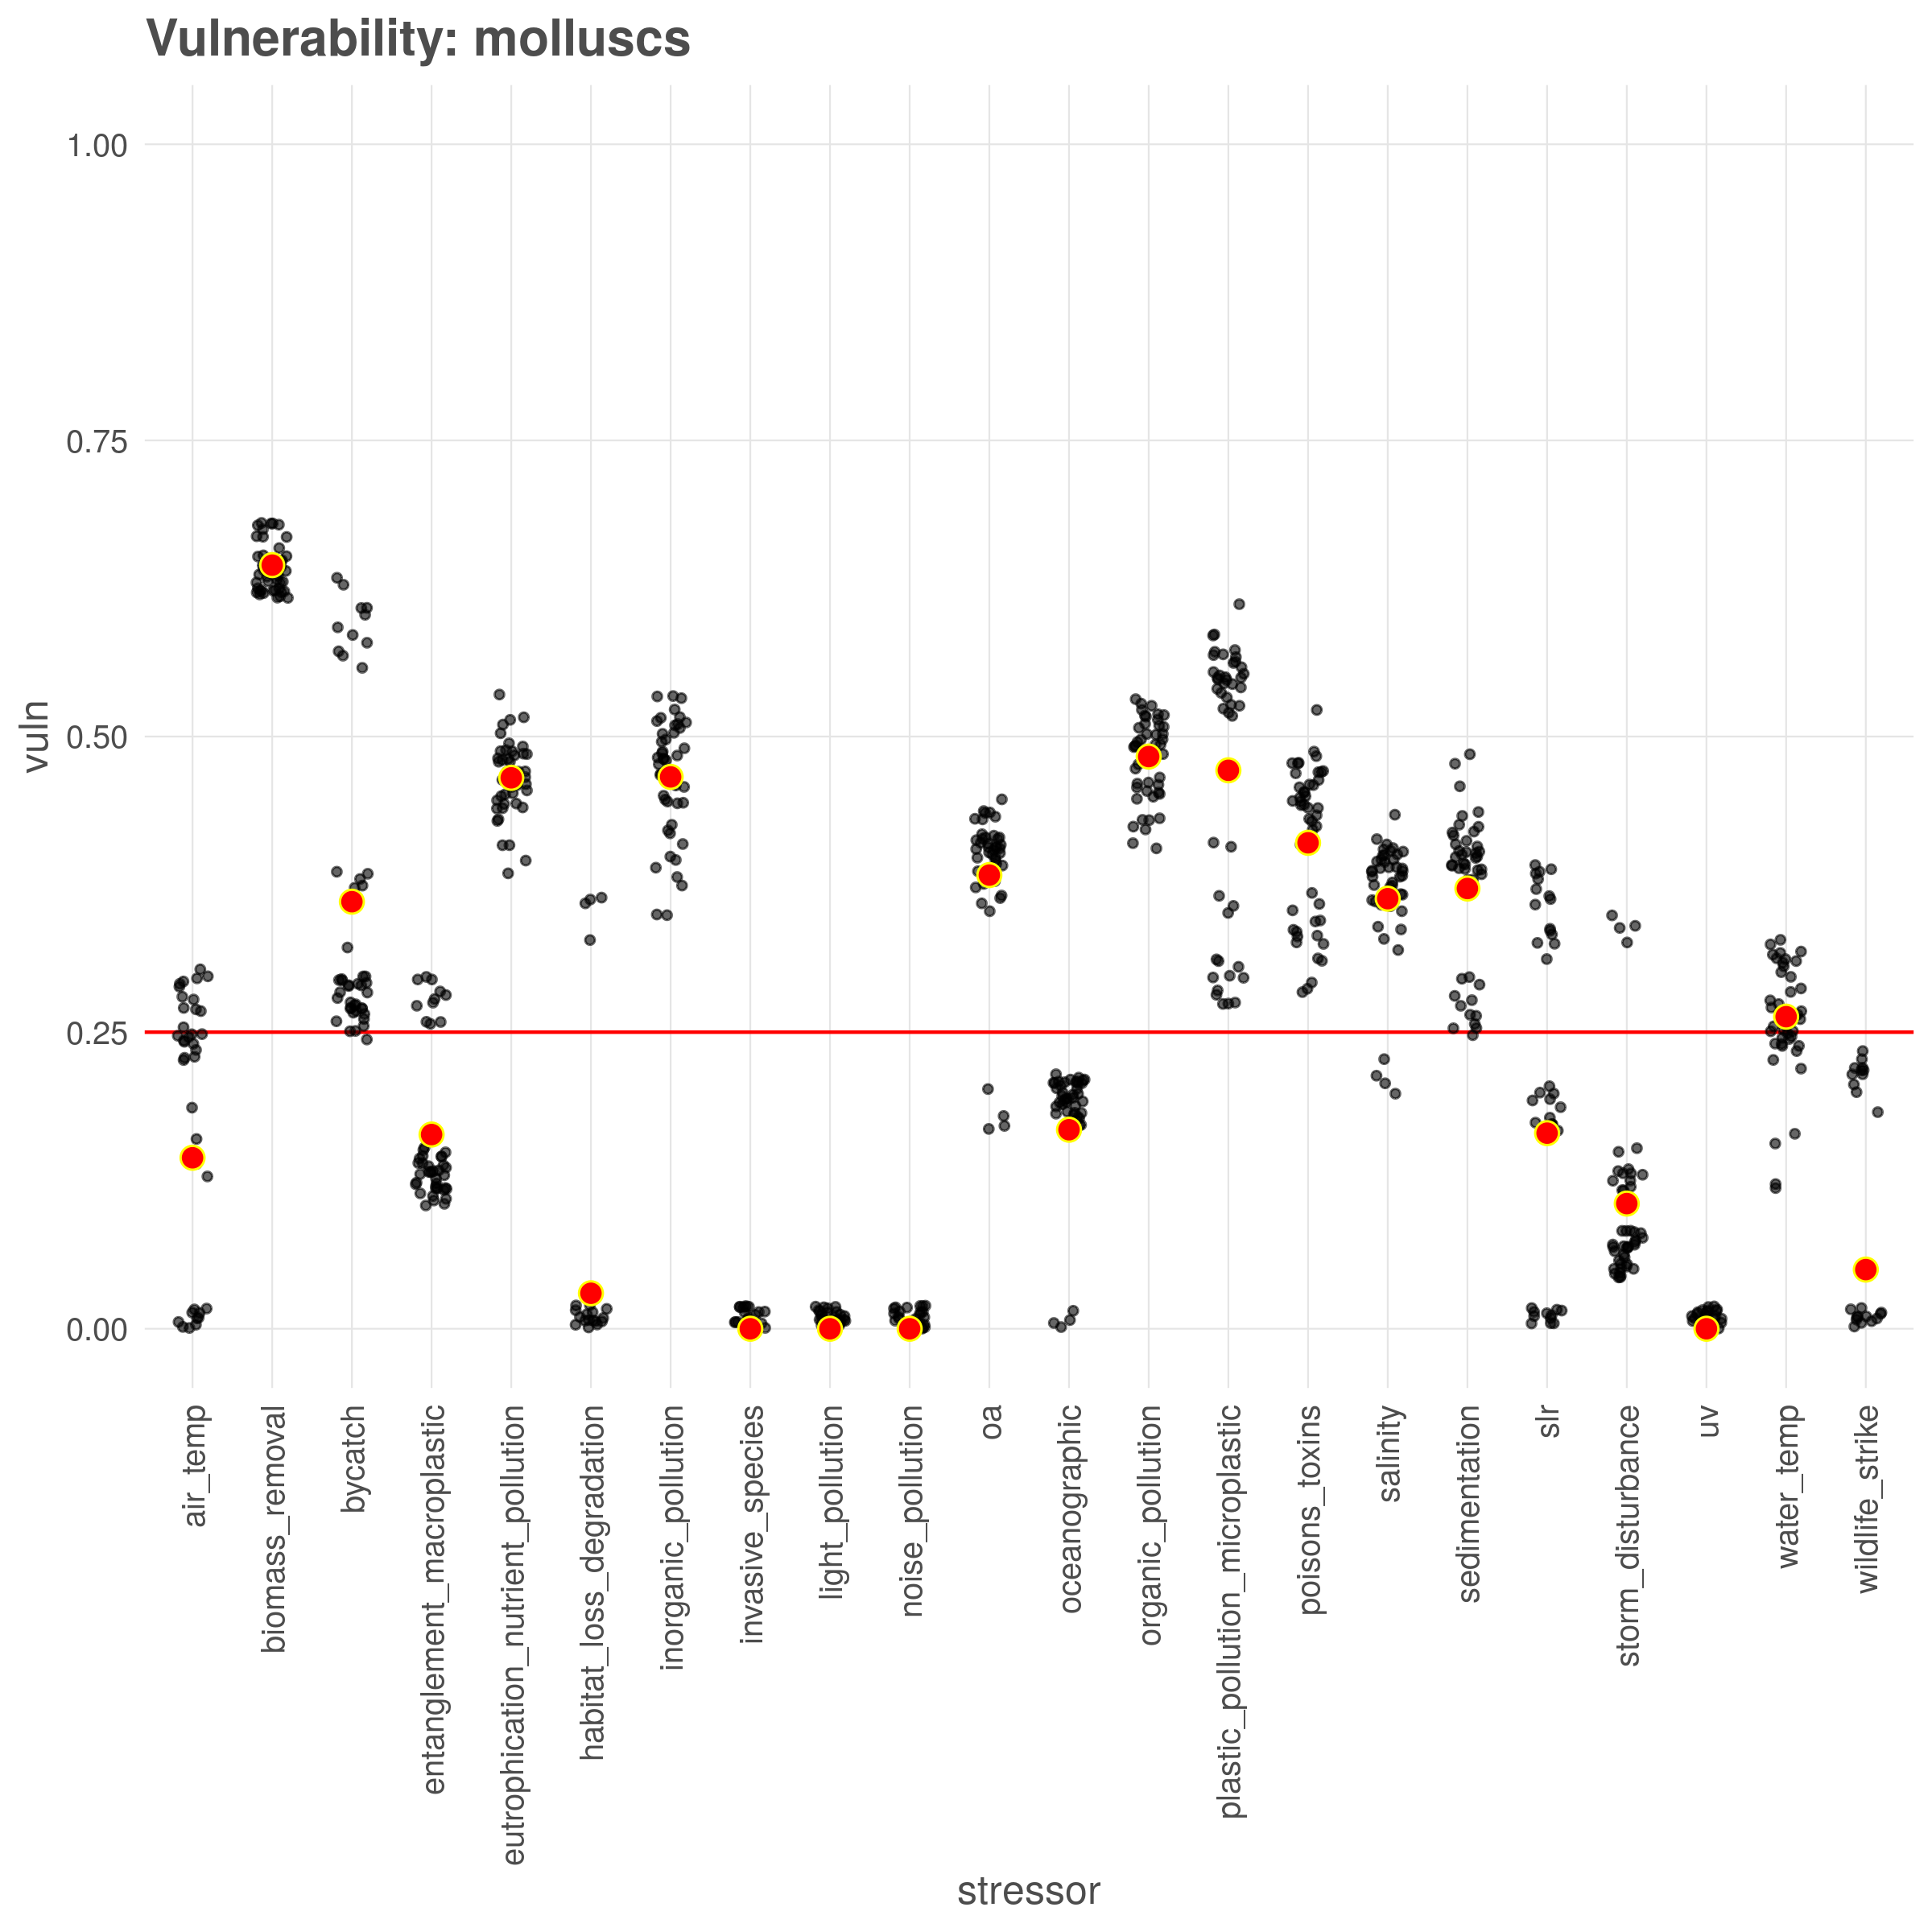 Vulnerability: molluscs
vuln
1.00
0.75
0.50
0.25
0.00
air_temp
biomass_removal
bycatch
entanglement_macroplastic
eutrophication_nutrient_pollution
habitat_loss_degradation
inorganic_pollution
invasive_species
light_pollution
noise_pollution
oa
oceanographic
organic_pollution
plastic_pollution_microplastic
poisons_toxins
salinity
sedimentation
slr
storm_disturbance
uv
water_temp
wildlife_strike
stressor